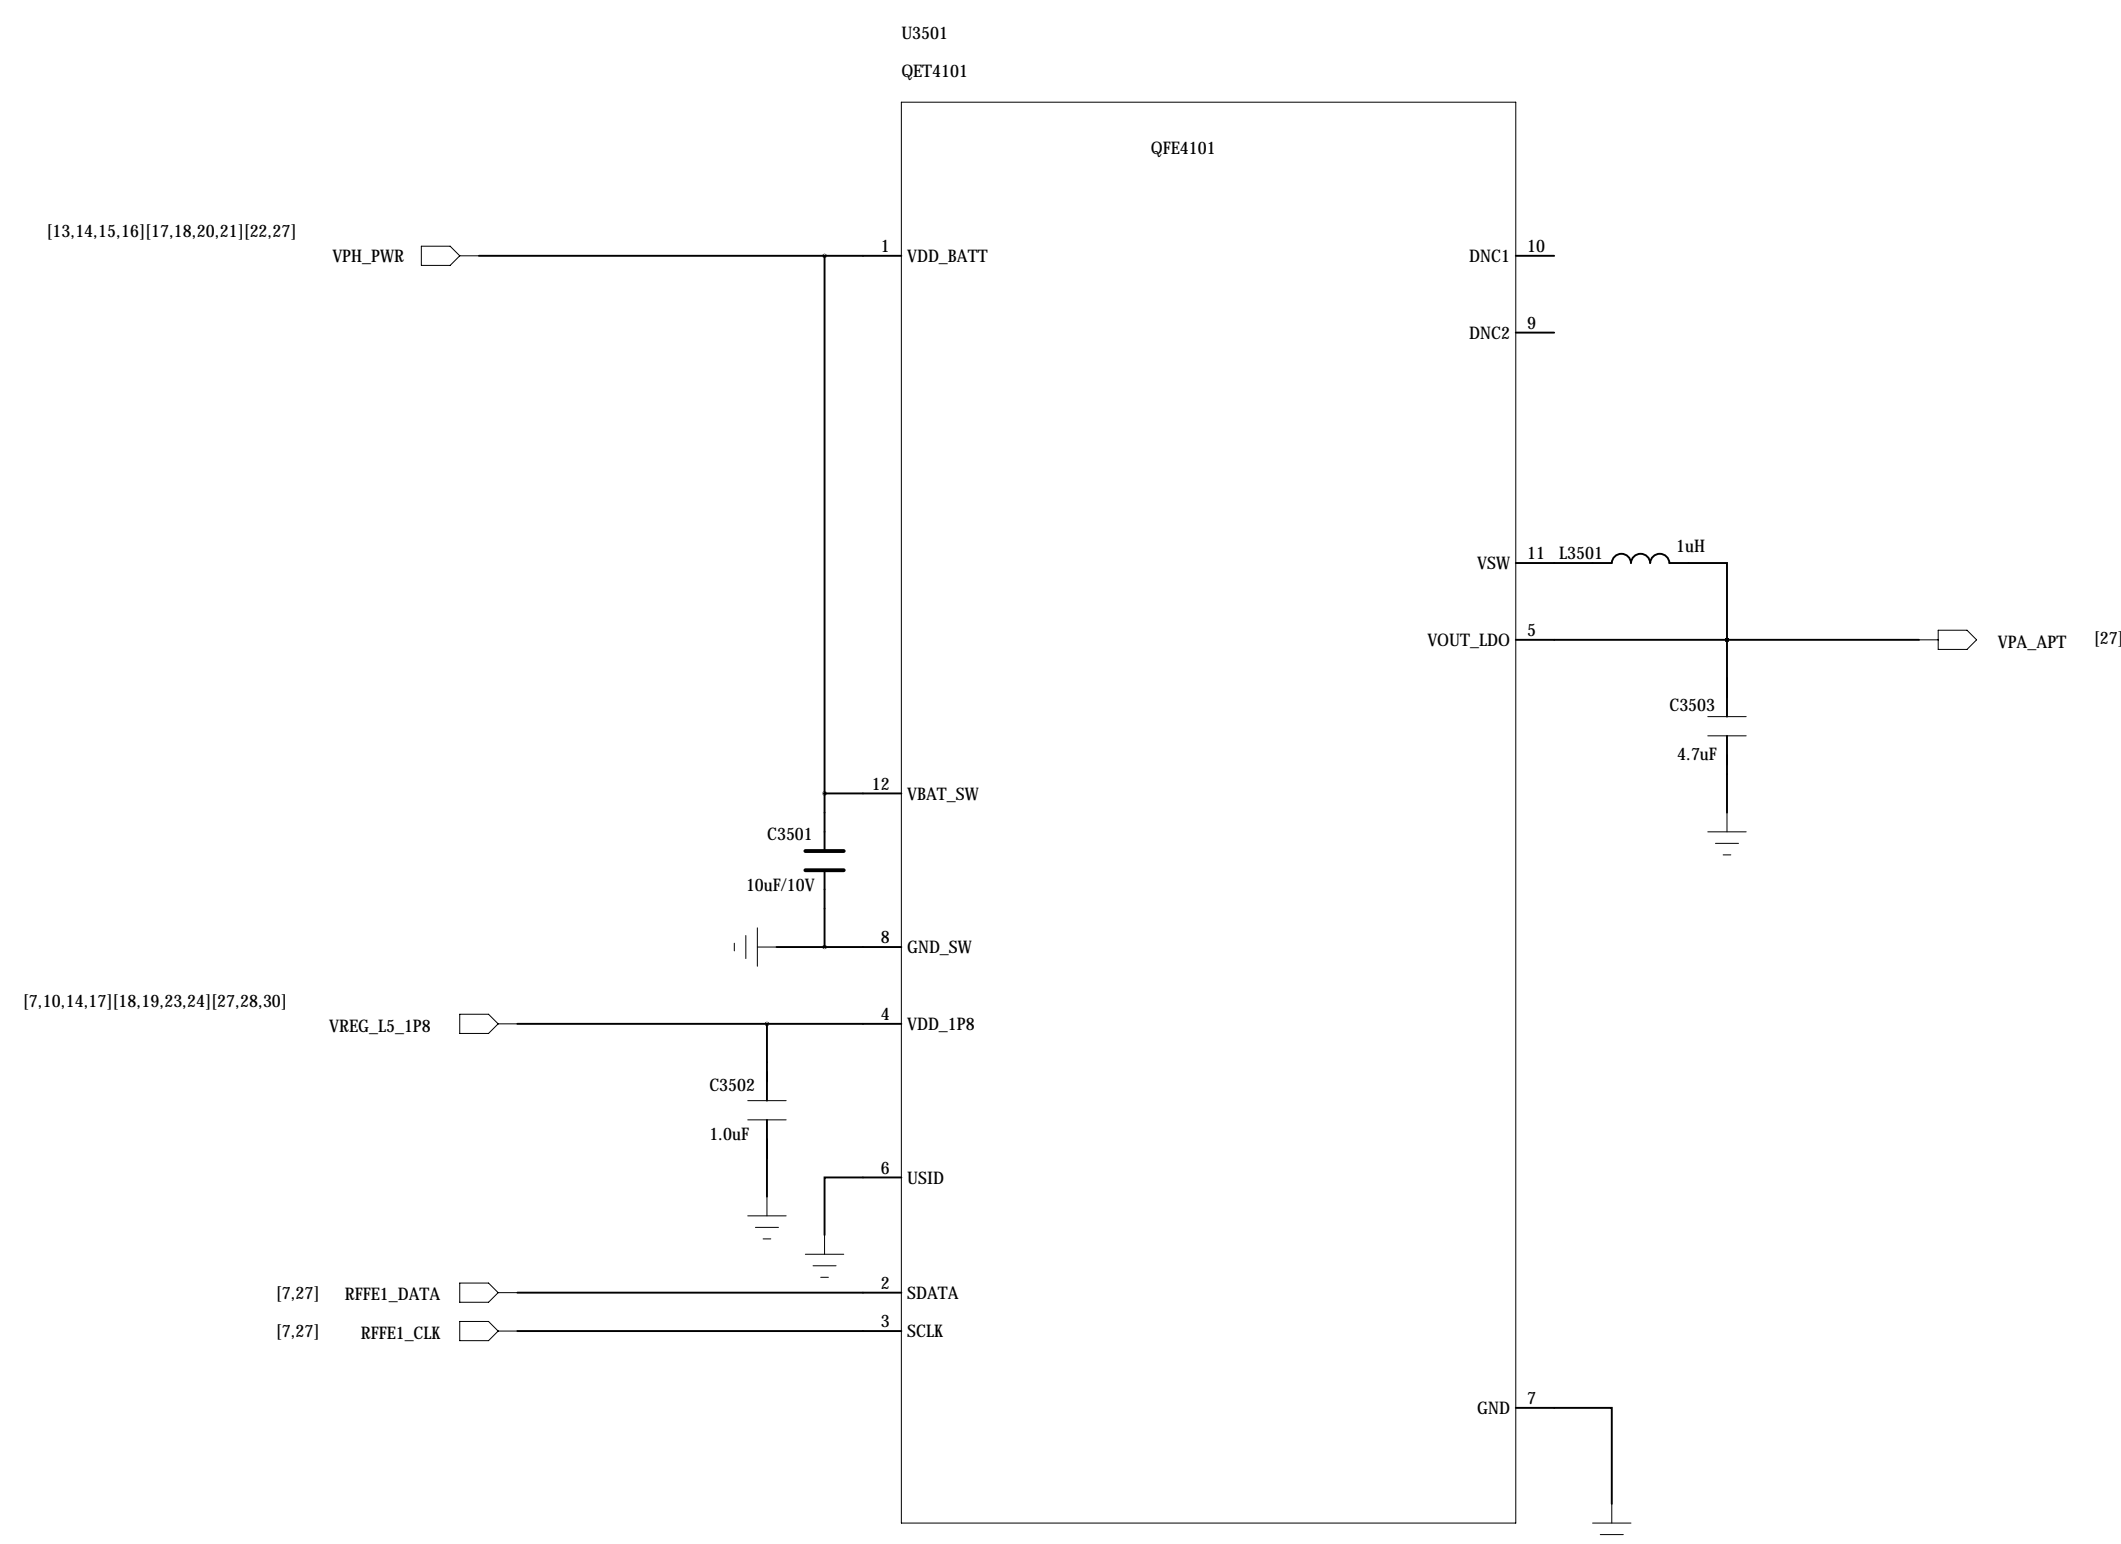 U3501
QET4101
QFE4101
[13,14,15,16][17,18,20,21][22,27]
VPH_PWR
1
VDD_BATT
DNC1
10
DNC2
9
VSW
11
L3501
1uH
VOUT_LDO
5
VPA_APT
[27]
C3503
4.7uF
12
VBAT_SW
C3501
10uF/10V
8
GND_SW
[7,10,14,17][18,19,23,24][27,28,30]
VREG_L5_1P8
4
VDD_1P8
C3502
1.0uF
6
USID
[7,27]
RFFE1_DATA
2
SDATA
[7,27]
RFFE1_CLK
3
SCLK
GND
7